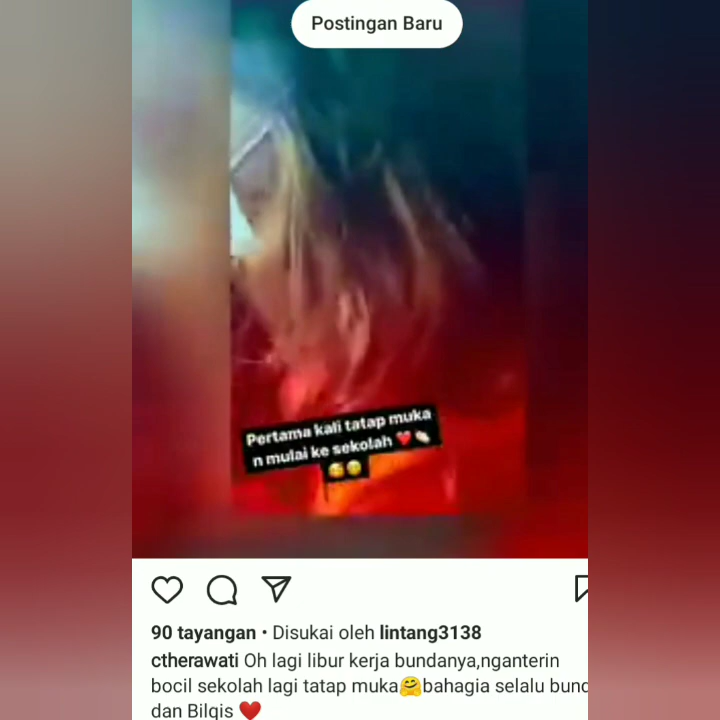 Postingan Baru
Pertama kali tatap muka
n mulai ke sekolah ❤️👏🏻
😅😅
90 tayangan • Disukai oleh lintang3138
ctherawati Oh lagi libur kerja bundanya,nganterin
bocil sekolah lagi tatap muka🤗bahagia selalu bund
dan Bilqis ❤️